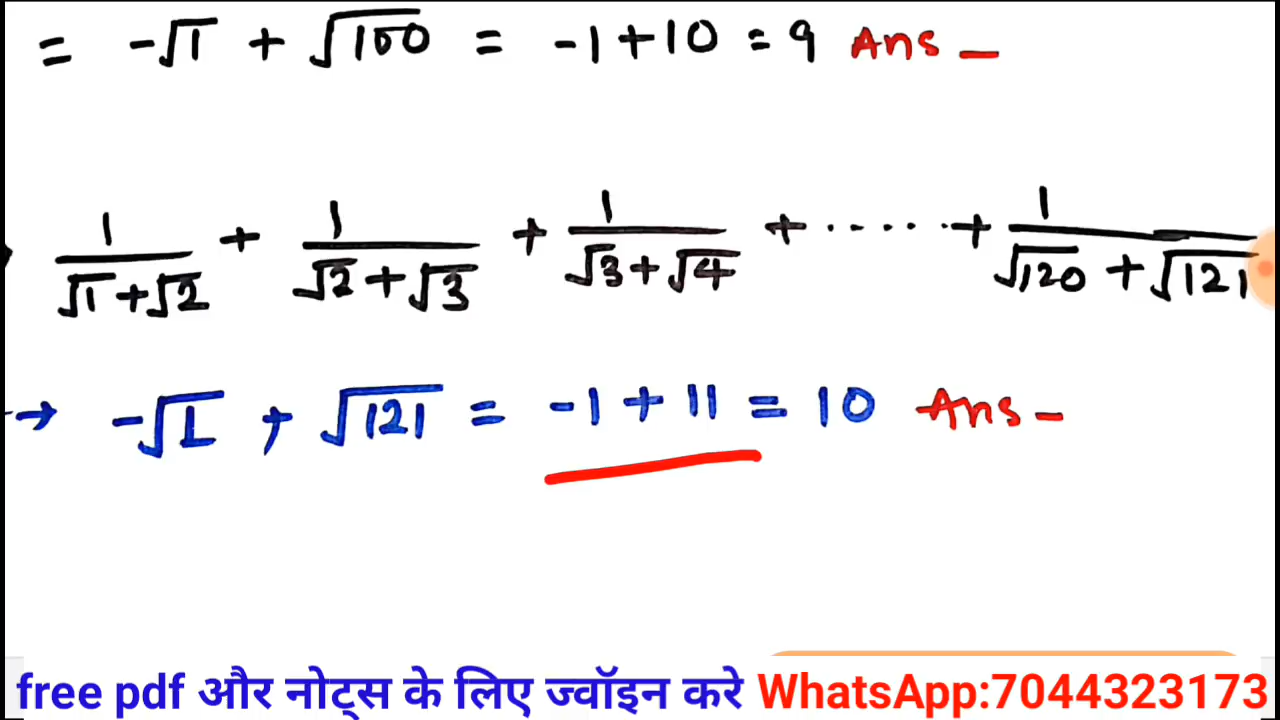 = -√1 + √100 = -1 + 10 = 9 Ans _
1/(√1+√2) + 1/(√2+√3) + 1/(√3+√4) + ...... + 1/(√120+√121)
→ -√1 + √121 = -1 + 11 = 10 Ans -
free pdf और नोट्स के लिए ज्वॉइन करे WhatsApp:7044323173